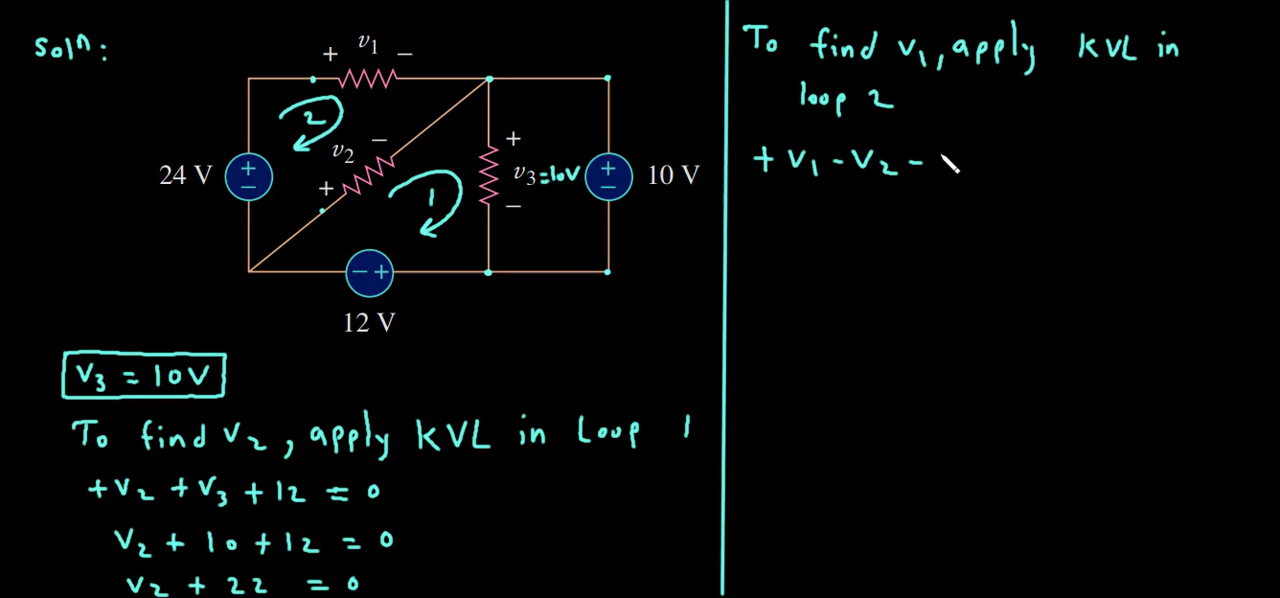 Soln:
+ v1 −
2
v2 −
+
24 V
+
−
1
+
v3 = 10V
−
+
−
10 V
− +
12 V
V3 = 10V
To find V2, apply KVL in Loop 1
+V2 + V3 + 12 = 0
V2 + 10 + 12 = 0
V2 + 22 = 0
To find V1, apply KVL in
loop 2
+ V1 - V2 -